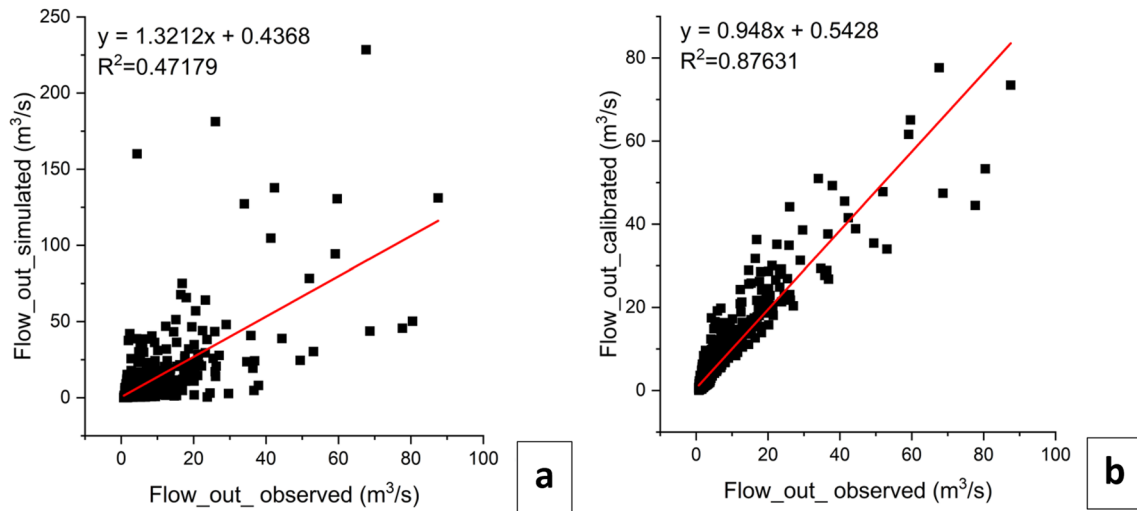 y = 1.3212x + 0.4368
R²=0.47179
250
200
150
100
50
0
0 20 40 60 80 100
Flow_out_simulated (m³/s)
Flow_out_ observed (m³/s)
a
y = 0.948x + 0.5428
R²=0.87631
80
60
40
20
0
0 20 40 60 80 100
Flow_out_calibrated (m³/s)
Flow_out_ observed (m³/s)
b